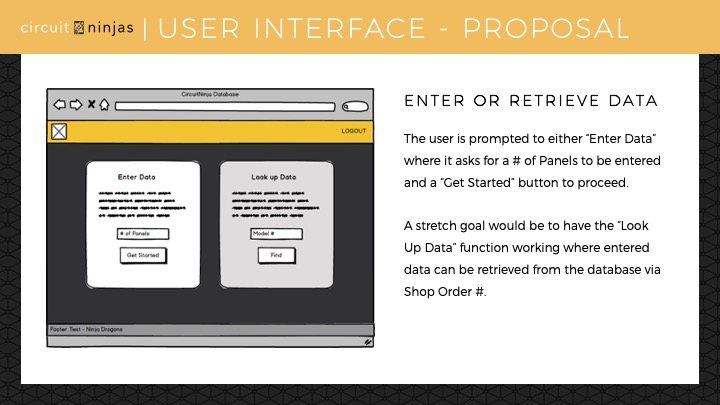 circuit ninjas | USER INTERFACE - PROPOSAL
CircuitNinja Database
LOGOUT
Enter Data
# of Panels
Get Started
Look up Data
Model #
Find
Footer Text - Ninja Dragons
ENTER OR RETRIEVE DATA
The user is prompted to either “Enter Data”
where it asks for a # of Panels to be entered
and a “Get Started” button to proceed.
A stretch goal would be to have the “Look
Up Data” function working where entered
data can be retrieved from the database via
Shop Order #.